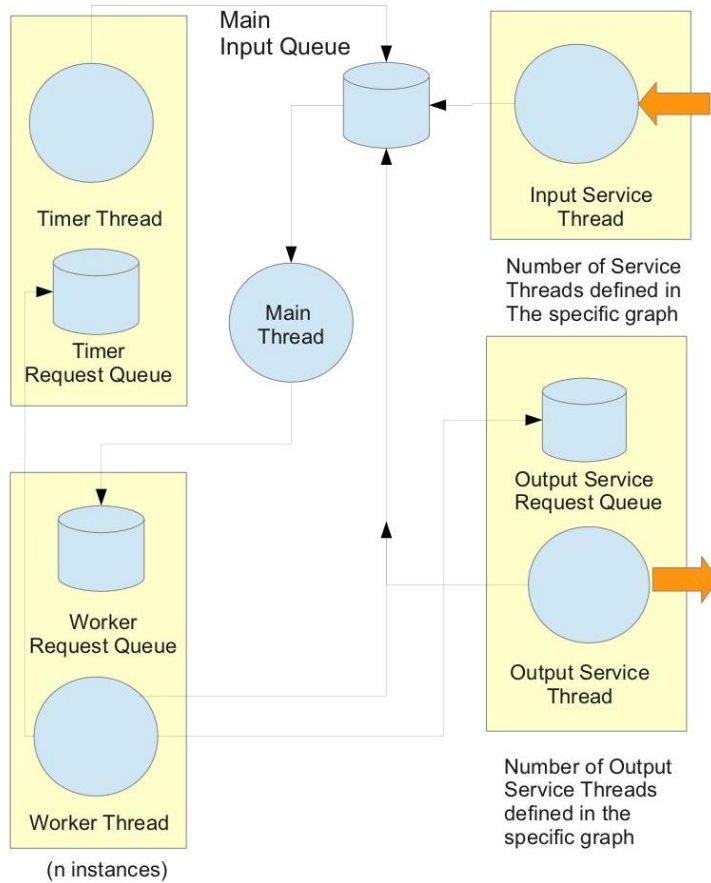 Main
Input Queue
Timer Thread
Timer
Request Queue
Input Service
Thread
Number of Service
Threads defined in
The specific graph
Main
Thread
Output Service
Request Queue
Worker
Request Queue
Output Service
Thread
Worker Thread
(n instances)
Number of Output
Service Threads
defined in the
specific graph